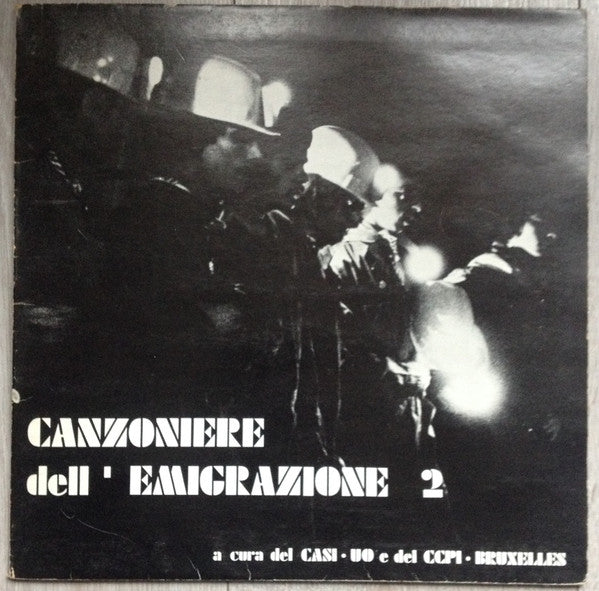 CANZONIERE
dell' EMIGRAZIONE 2
a cura del CASI • UO e del CCPI • BRUXELLES